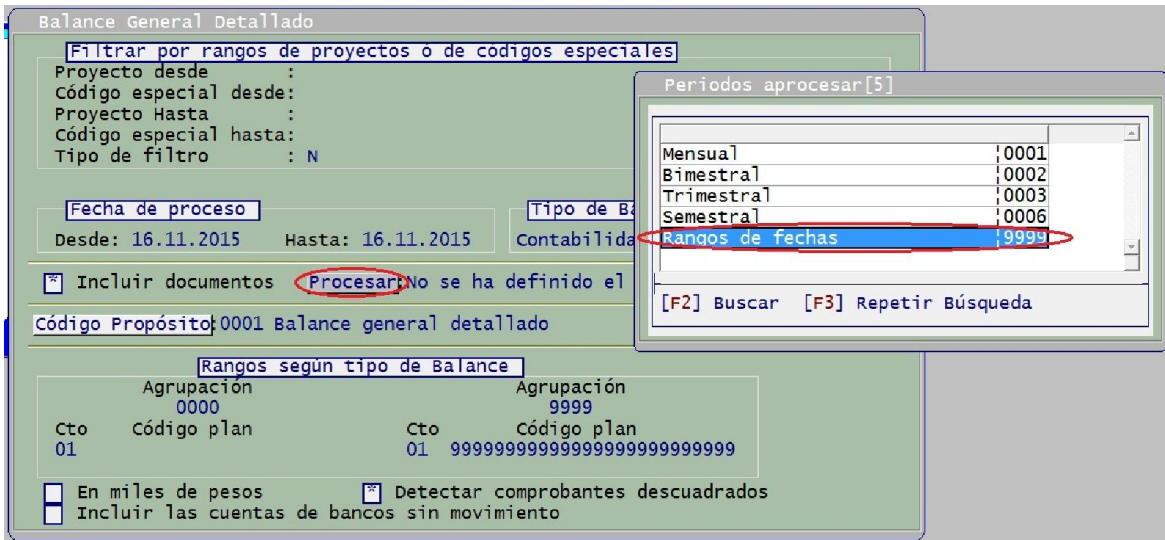 Balance General Detallado
Filtrar por rangos de proyectos ó de códigos especiales
Proyecto desde :
Código especial desde:
Proyecto Hasta :
Código especial hasta:
Tipo de filtro : N
Fecha de proceso
Desde: 16.11.2015 Hasta: 16.11.2015
Tipo de
Contabilida
[*] Incluir documentos Procesar:No se ha definido el
Código Propósito:0001 Balance general detallado
Rangos según tipo de Balance
Agrupación Agrupación
0000 9999
Cto Código plan Cto Código plan
01 01 9999999999999999999999999999
En miles de pesos [*] Detectar comprobantes descuadrados
Incluir las cuentas de bancos sin movimiento
Periodos aprocesar[5]
Mensual ¦0001
Bimestral ¦0002
Trimestral ¦0003
Semestral ¦0006
Rangos de fechas ¦9999
[F2] Buscar [F3] Repetir Búsqueda